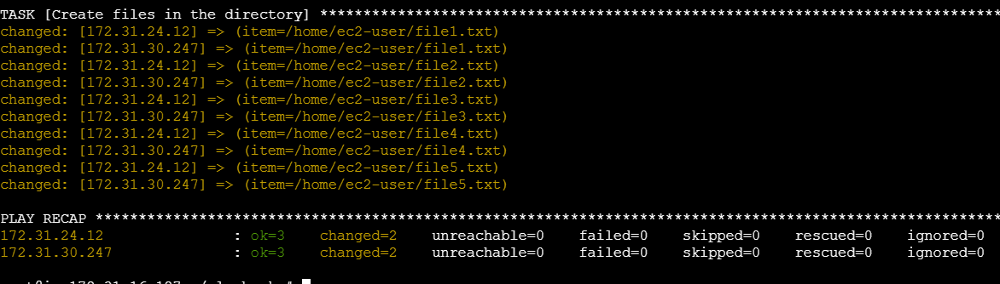 TASK [Create files in the directory] *******************************************************************************
changed: [172.31.24.12] => (item=/home/ec2-user/file1.txt)
changed: [172.31.30.247] => (item=/home/ec2-user/file1.txt)
changed: [172.31.24.12] => (item=/home/ec2-user/file2.txt)
changed: [172.31.30.247] => (item=/home/ec2-user/file2.txt)
changed: [172.31.24.12] => (item=/home/ec2-user/file3.txt)
changed: [172.31.30.247] => (item=/home/ec2-user/file3.txt)
changed: [172.31.24.12] => (item=/home/ec2-user/file4.txt)
changed: [172.31.30.247] => (item=/home/ec2-user/file4.txt)
changed: [172.31.24.12] => (item=/home/ec2-user/file5.txt)
changed: [172.31.30.247] => (item=/home/ec2-user/file5.txt)
PLAY RECAP *********************************************************************************************************
172.31.24.12 : ok=3 changed=2 unreachable=0 failed=0 skipped=0 rescued=0 ignored=0
172.31.30.247 : ok=3 changed=2 unreachable=0 failed=0 skipped=0 rescued=0 ignored=0